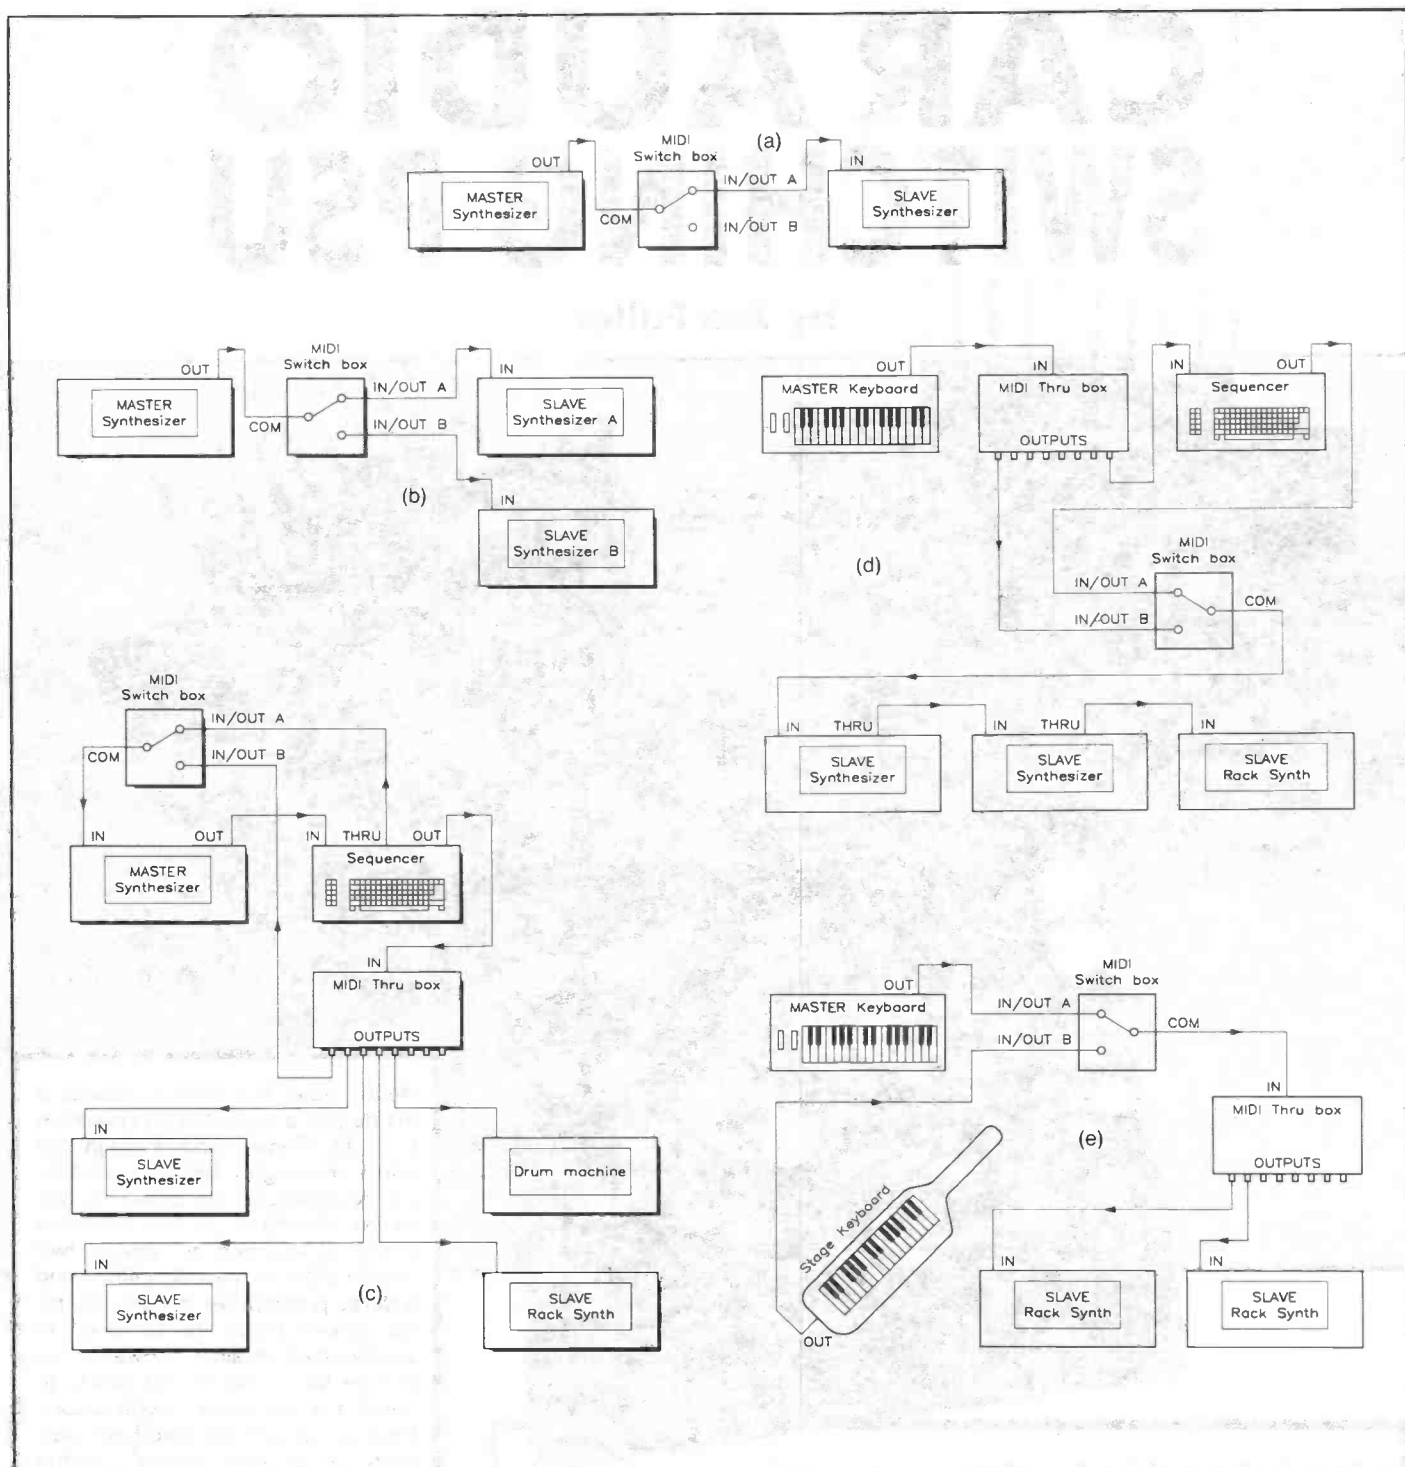 CAR AUDIO
(a)
MIDI
Switch box
OUT
MASTER
Synthesizer
COM
IN/OUT A
IN/OUT B
IN
SLAVE
Synthesizer
(b)
MIDI
Switch box
OUT
MASTER
Synthesizer
COM
IN/OUT A
IN/OUT B
IN
SLAVE
Synthesizer A
IN
SLAVE
Synthesizer B
(d)
OUT
MASTER Keyboard
IN
MIDI Thru box
OUTPUTS
IN
OUT
Sequencer
MIDI
Switch box
IN/OUT A
IN/OUT B
COM
IN
THRU
SLAVE
Synthesizer
IN
THRU
SLAVE
Synthesizer
IN
SLAVE
Rack Synth
(c)
MIDI
Switch box
IN/OUT A
IN/OUT B
COM
IN
OUT
MASTER
Synthesizer
IN
THRU
OUT
Sequencer
IN
MIDI Thru box
OUTPUTS
IN
SLAVE
Synthesizer
Drum machine
IN
SLAVE
Synthesizer
SLAVE
Rack Synth
(e)
OUT
MASTER Keyboard
MIDI
Switch box
IN/OUT A
IN/OUT B
COM
IN
MIDI Thru box
OUTPUTS
Stage Keyboard
OUT
IN
SLAVE
Rack Synth
IN
SLAVE
Rack Synth